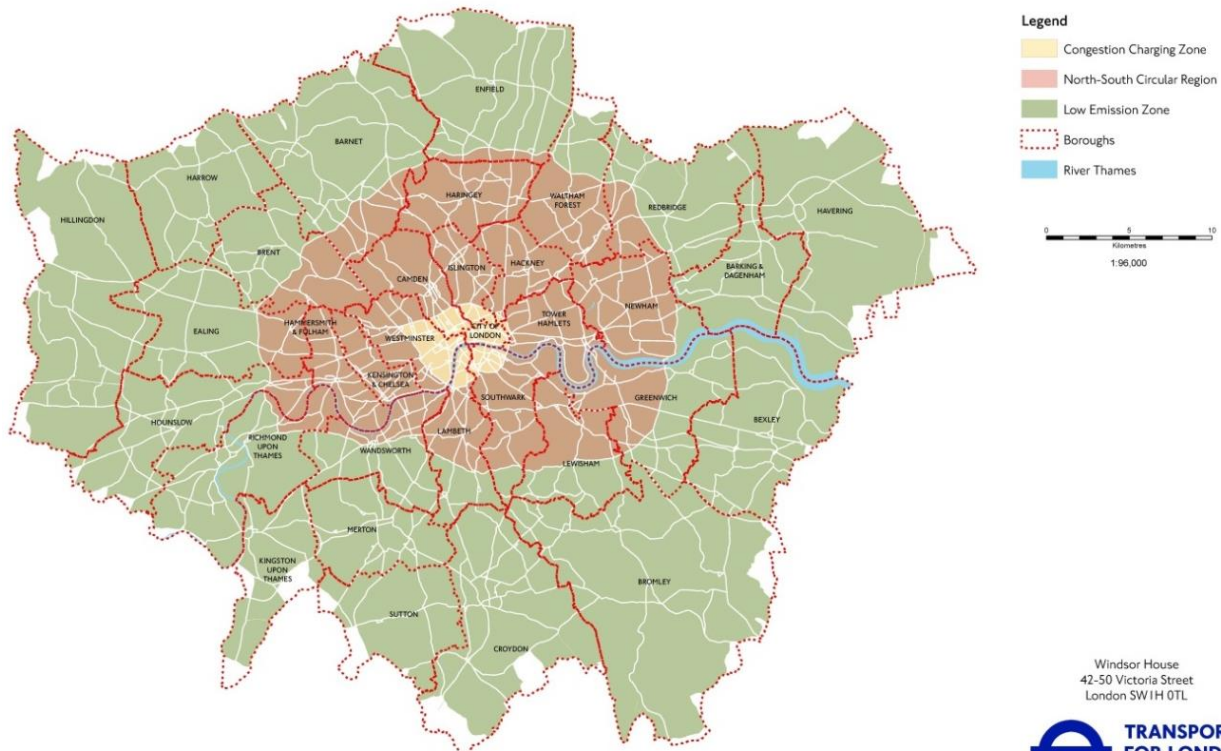 Legend
Congestion Charging Zone
North-South Circular Region
Low Emission Zone
Boroughs
River Thames
0
5
10
Kilometres
1:96,000
ENFIELD
BARNET
HARROW
HILLINGDON
HARINGEY
WALTHAM
FOREST
REDBRIDGE
HAVERING
BRENT
CAMDEN
ISLINGTON
HACKNEY
BARKING &
DAGENHAM
NEWHAM
EALING
HAMMERSMITH
& FULHAM
WESTMINSTER
CITY OF
LONDON
TOWER
HAMLETS
KENSINGTON
& CHELSEA
SOUTHWARK
GREENWICH
BEXLEY
HOUNSLOW
RICHMOND
UPON
THAMES
WANDSWORTH
LAMBETH
LEWISHAM
MERTON
KINGSTON
UPON
THAMES
SUTTON
CROYDON
BROMLEY
Windsor House
42-50 Victoria Street
London SW1H 0TL